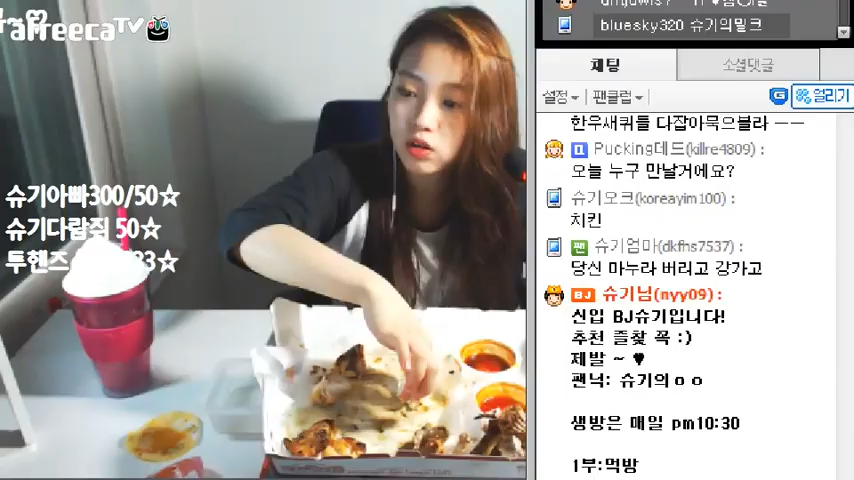 afreecaTV
슈기아빠300/50☆
슈기다람쥐 50☆
투헨즈
bluesky320 슈기의밀크
채팅
소셜댓글
설정
팬클럽
얼리기
한우새퀴들 다잡아묵으블라 ㅡㅡ
Pucking데드(killre4809) :
오늘 누구 만날거에요?
슈기오크(koreayim100) :
치킨
팬 슈기엄마(dkfhs7537) :
당신 마누라 버리고 강가고
BJ 슈기님(nyy09) :
신입 BJ슈기입니다!
추천 즐찾 꼭 :)
제발 ~ ♥
팬닉: 슈기의ㅇㅇ
생방은 매일 pm10:30
1부:먹방